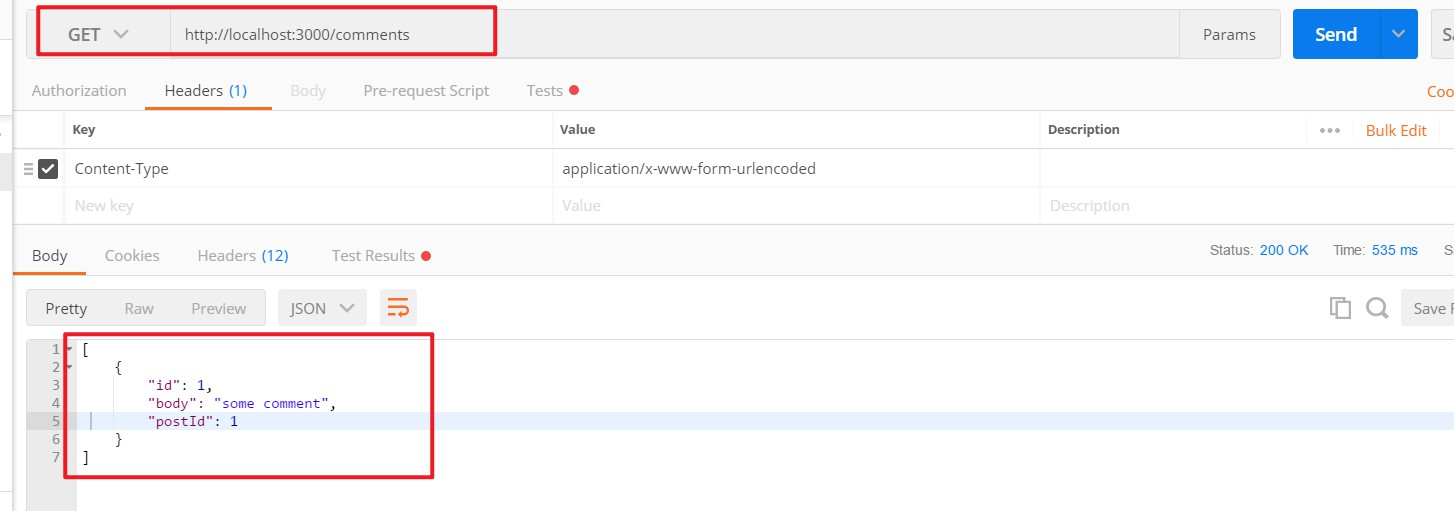 GET http://localhost:3000/comments Params Send
Authorization Headers (1) Body Pre-request Script Tests
Key Value Description ••• Bulk Edit
Content-Type application/x-www-form-urlencoded
New key Value Description
Body Cookies Headers (12) Test Results Status: 200 OK Time: 535 ms
Pretty Raw Preview JSON Save
1 [
2 {
3 "id": 1,
4 "body": "some comment",
5 "postId": 1
6 }
7 ]